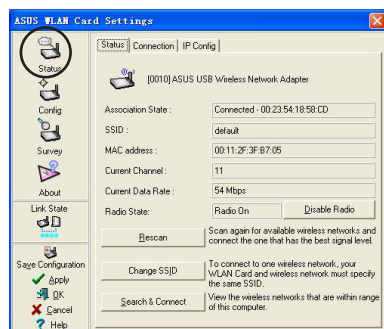 ASUS WLAN Card Settings
Status
Config
Survey
About
Link State
Save Configuration
Apply
OK
Cancel
Help
Status Connection IP Config
[0010] ASUS USB Wireless Network Adapter
Association State : Connected - 00:23:54:18:58:CD
SSID : default
MAC address : 00:11:2F:3F:B7:05
Current Channel : 11
Current Data Rate : 54 Mbps
Radio State: Radio On Disable Radio
Rescan
Scan again for available wireless networks and
connect the one that has the best signal level.
Change SSID
To connect to one wireless network, your
WLAN Card and wireless network must specify
the same SSID.
Search & Connect
View the wireless networks that are within range
of this computer.